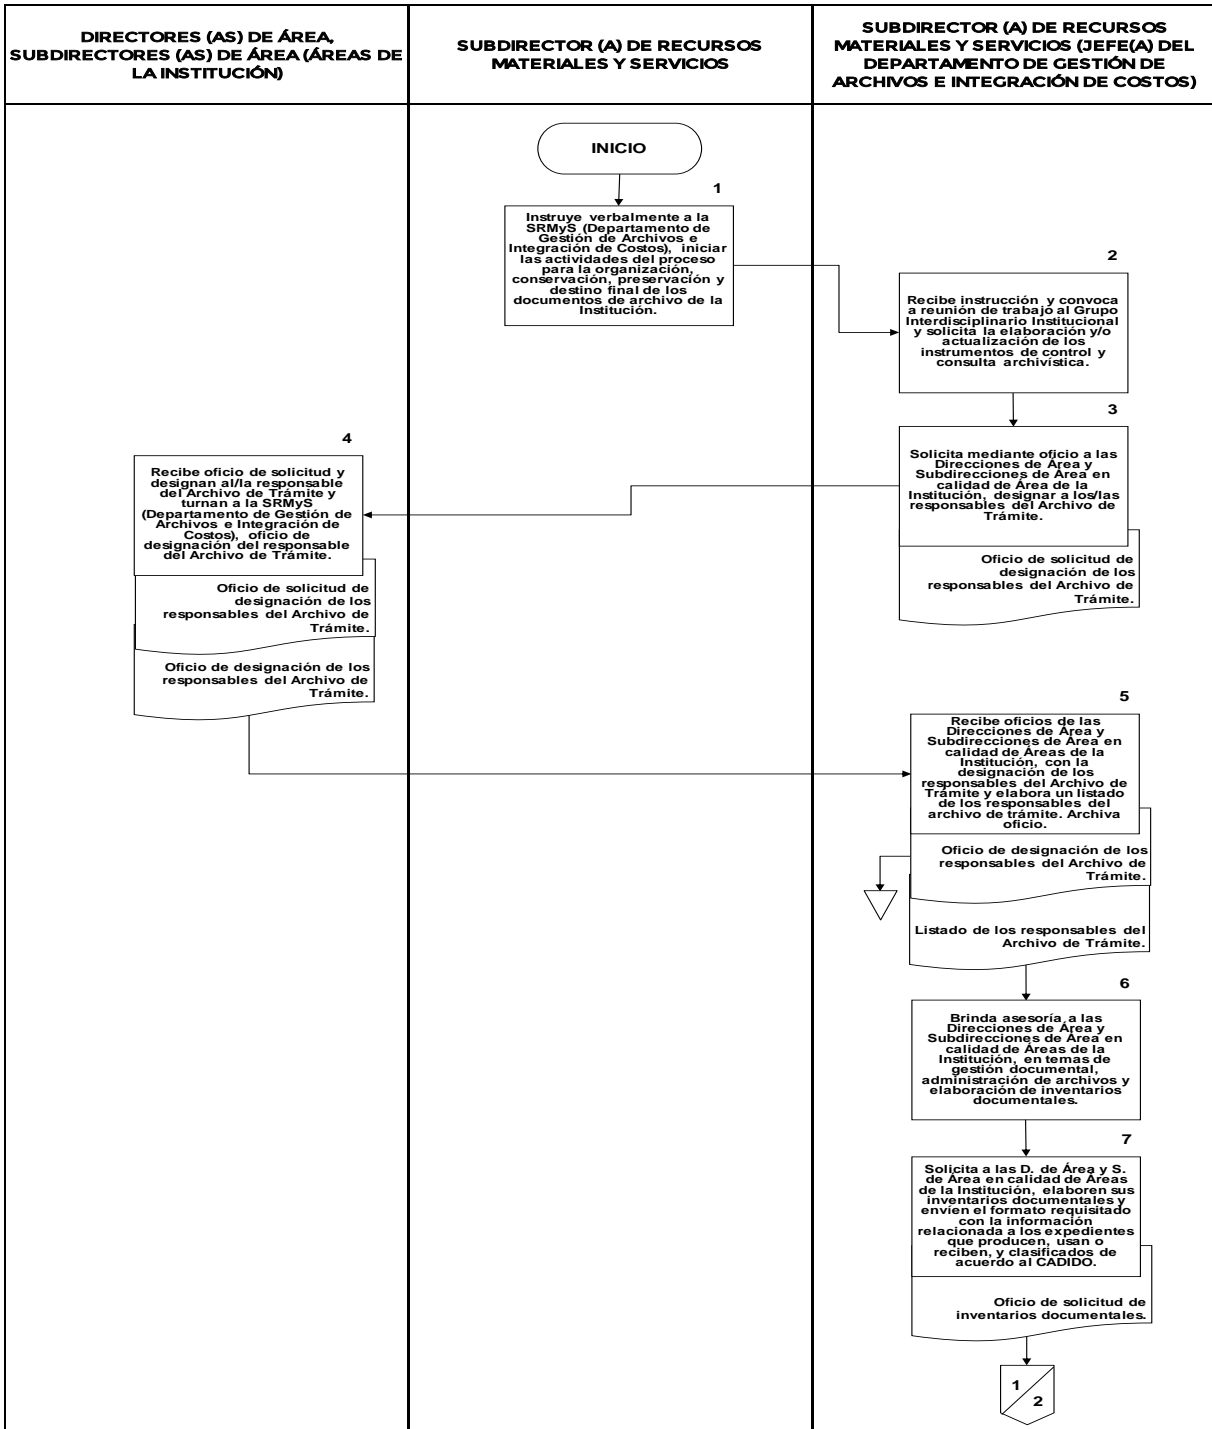 DIRECTORES (AS) DE ÁREA,
SUBDIRECTORES (AS) DE ÁREA (ÁREAS DE
LA INSTITUCIÓN)
SUBDIRECTOR (A) DE RECURSOS
MATERIALES Y SERVICIOS
SUBDIRECTOR (A) DE RECURSOS
MATERIALES Y SERVICIOS (JEFE(A) DEL
DEPARTAMENTO DE GESTIÓN DE
ARCHIVOS E INTEGRACIÓN DE COSTOS)
INICIO
1
Instruye verbalmente a la
SRMyS (Departamento de
Gestión de Archivos e
Integración de Costos), iniciar
las actividades del proceso
para la organización,
conservación, preservación y
destino final de los
documentos de archivo de la
Institución.
2
Recibe instrucción y convoca
a reunión de trabajo al Grupo
Interdisciplinario Institucional
y solicita la elaboración y/o
actualización de los
instrumentos de control y
consulta archivística.
3
Solicita mediante oficio a las
Direcciones de Área y
Subdirecciones de Área en
calidad de Área de la
Institución, designar a los/las
responsables del Archivo de
Trámite.
Oficio de solicitud de
designación de los
responsables del Archivo de
Trámite.
4
Recibe oficio de solicitud y
designan al/la responsable
del Archivo de Trámite y
turnan a la SRMyS
(Departamento de Gestión de
Archivos e Integración de
Costos), oficio de
designación del responsable
del Archivo de Trámite.
Oficio de solicitud de
designación de los
responsables del Archivo de
Trámite.
Oficio de designación de los
responsables del Archivo de
Trámite.
5
Recibe oficios de las
Direcciones de Área y
Subdirecciones de Área en
calidad de Áreas de la
Institución, con la
designación de los
responsables del Archivo de
Trámite y elabora un listado
de los responsables del
archivo de trámite. Archiva
oficio.
Oficio de designación de los
responsables del Archivo de
Trámite.
Listado de los responsables del
Archivo de Trámite.
6
Brinda asesoría a las
Direcciones de Área y
Subdirecciones de Área en
calidad de Áreas de la
Institución, en temas de
gestión documental,
administración de archivos y
elaboración de inventarios
documentales.
7
Solicita a las D. de Área y S.
de Área en calidad de Áreas
de la Institución, elaboren sus
inventarios documentales y
envíen el formato requisitado
con la información
relacionada a los expedientes
que producen, usan o
reciben, y clasificados de
acuerdo al CADIDO.
Oficio de solicitud de
inventarios documentales.
1
2